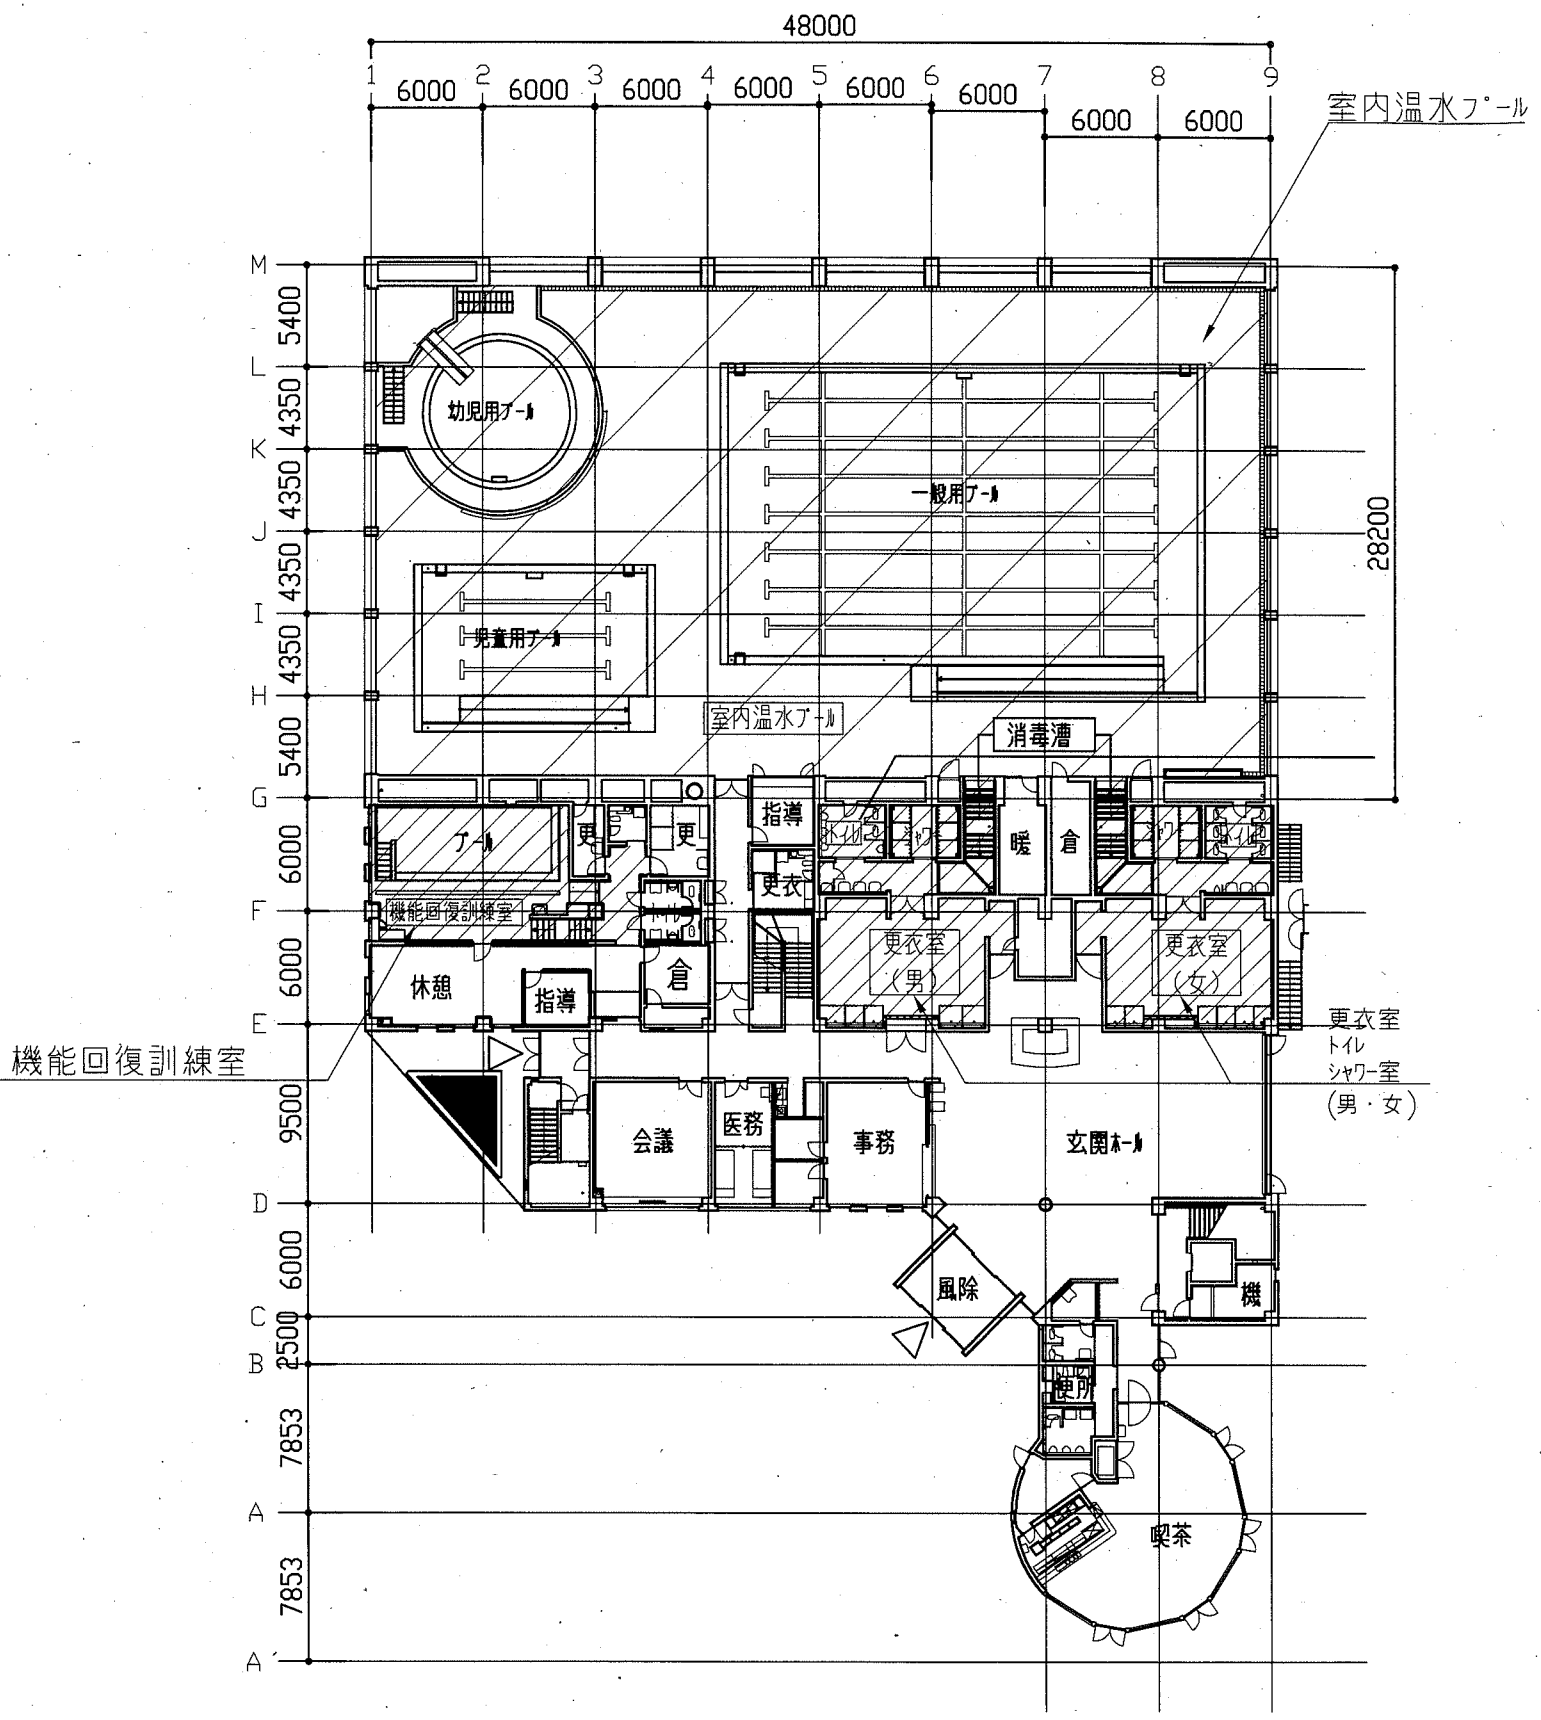 48000
1 2 3 4 5 6 7 8 9
6000 6000 6000 6000 6000 6000 6000 6000
室内温水プール
M
5400
L
4350
幼児用プール
K
4350
一般用プール
J
4350
28200
I
児童用プール
4350
H
室内温水プール
消毒漕
5400
G
プール
更
更
指導
トイレ
シャワー
暖
倉
シャワー
トイレ
6000
更衣
F
機能回復訓練室
トイレ
6000
休憩
指導
倉
更衣室
(男)
更衣室
(女)
E
更衣室
トイレ
シャワー室
(男・女)
機能回復訓練室
9500
会議
医務
事務
玄関ホール
D
6000
風除
機
C
2500
B
便所
7853
A
喫茶
7853
A'